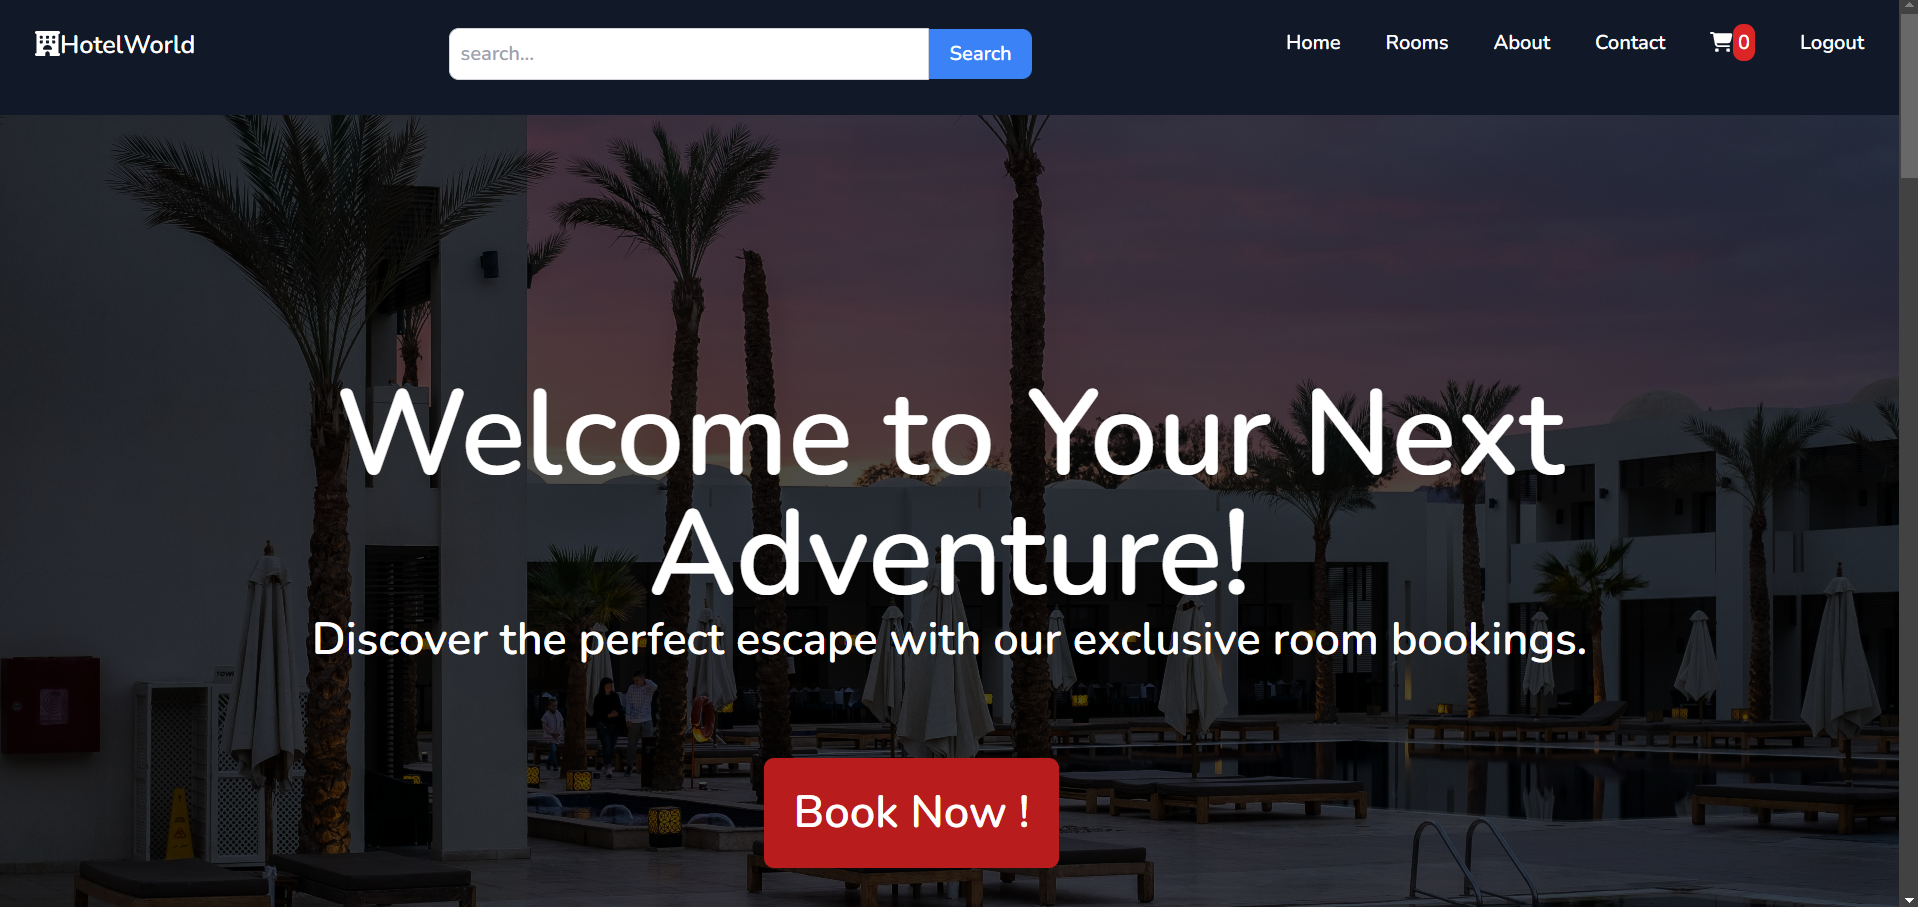 HotelWorld
search...
Search
Home
Rooms
About
Contact
0
Logout
Welcome to Your Next
Adventure!
Discover the perfect escape with our exclusive room bookings.
Book Now !